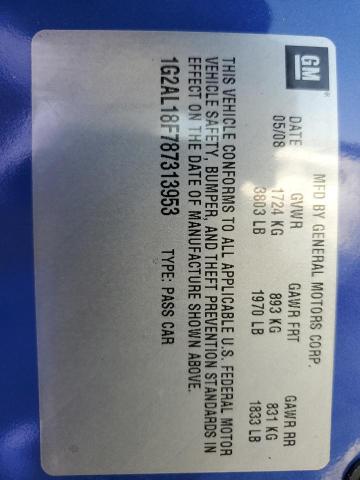 GM®
MFD BY GENERAL MOTORS CORP.
DATE GVWR GAWR FRT GAWR RR
05/08 1724 KG 893 KG 831 KG
3803 LB 1970 LB 1833 LB
THIS VEHICLE CONFORMS TO ALL APPLICABLE U.S. FEDERAL MOTOR
VEHICLE SAFETY, BUMPER, AND THEFT PREVENTION STANDARDS IN
EFFECT ON THE DATE OF MANUFACTURE SHOWN ABOVE.
1G2AL18F787313953 TYPE: PASS CAR